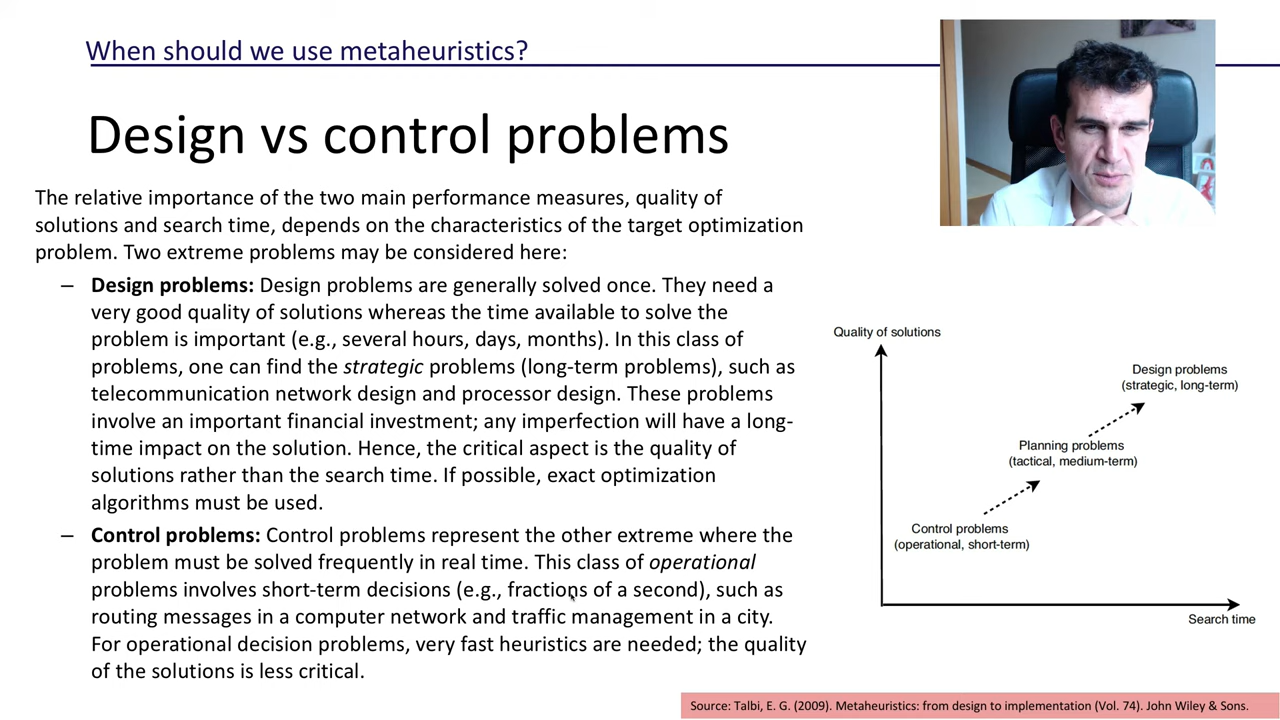 When should we use metaheuristics?
Design vs control problems
The relative importance of the two main performance measures, quality of
solutions and search time, depends on the characteristics of the target optimization
problem. Two extreme problems may be considered here:
– Design problems: Design problems are generally solved once. They need a
very good quality of solutions whereas the time available to solve the
problem is important (e.g., several hours, days, months). In this class of
problems, one can find the strategic problems (long-term problems), such as
telecommunication network design and processor design. These problems
involve an important financial investment; any imperfection will have a long-
time impact on the solution. Hence, the critical aspect is the quality of
solutions rather than the search time. If possible, exact optimization
algorithms must be used.
– Control problems: Control problems represent the other extreme where the
problem must be solved frequently in real time. This class of operational
problems involves short-term decisions (e.g., fractions of a second), such as
routing messages in a computer network and traffic management in a city.
For operational decision problems, very fast heuristics are needed; the quality
of the solutions is less critical.
Quality of solutions
Design problems
(strategic, long-term)
Planning problems
(tactical, medium-term)
Control problems
(operational, short-term)
Search time
Source: Talbi, E. G. (2009). Metaheuristics: from design to implementation (Vol. 74). John Wiley & Sons.